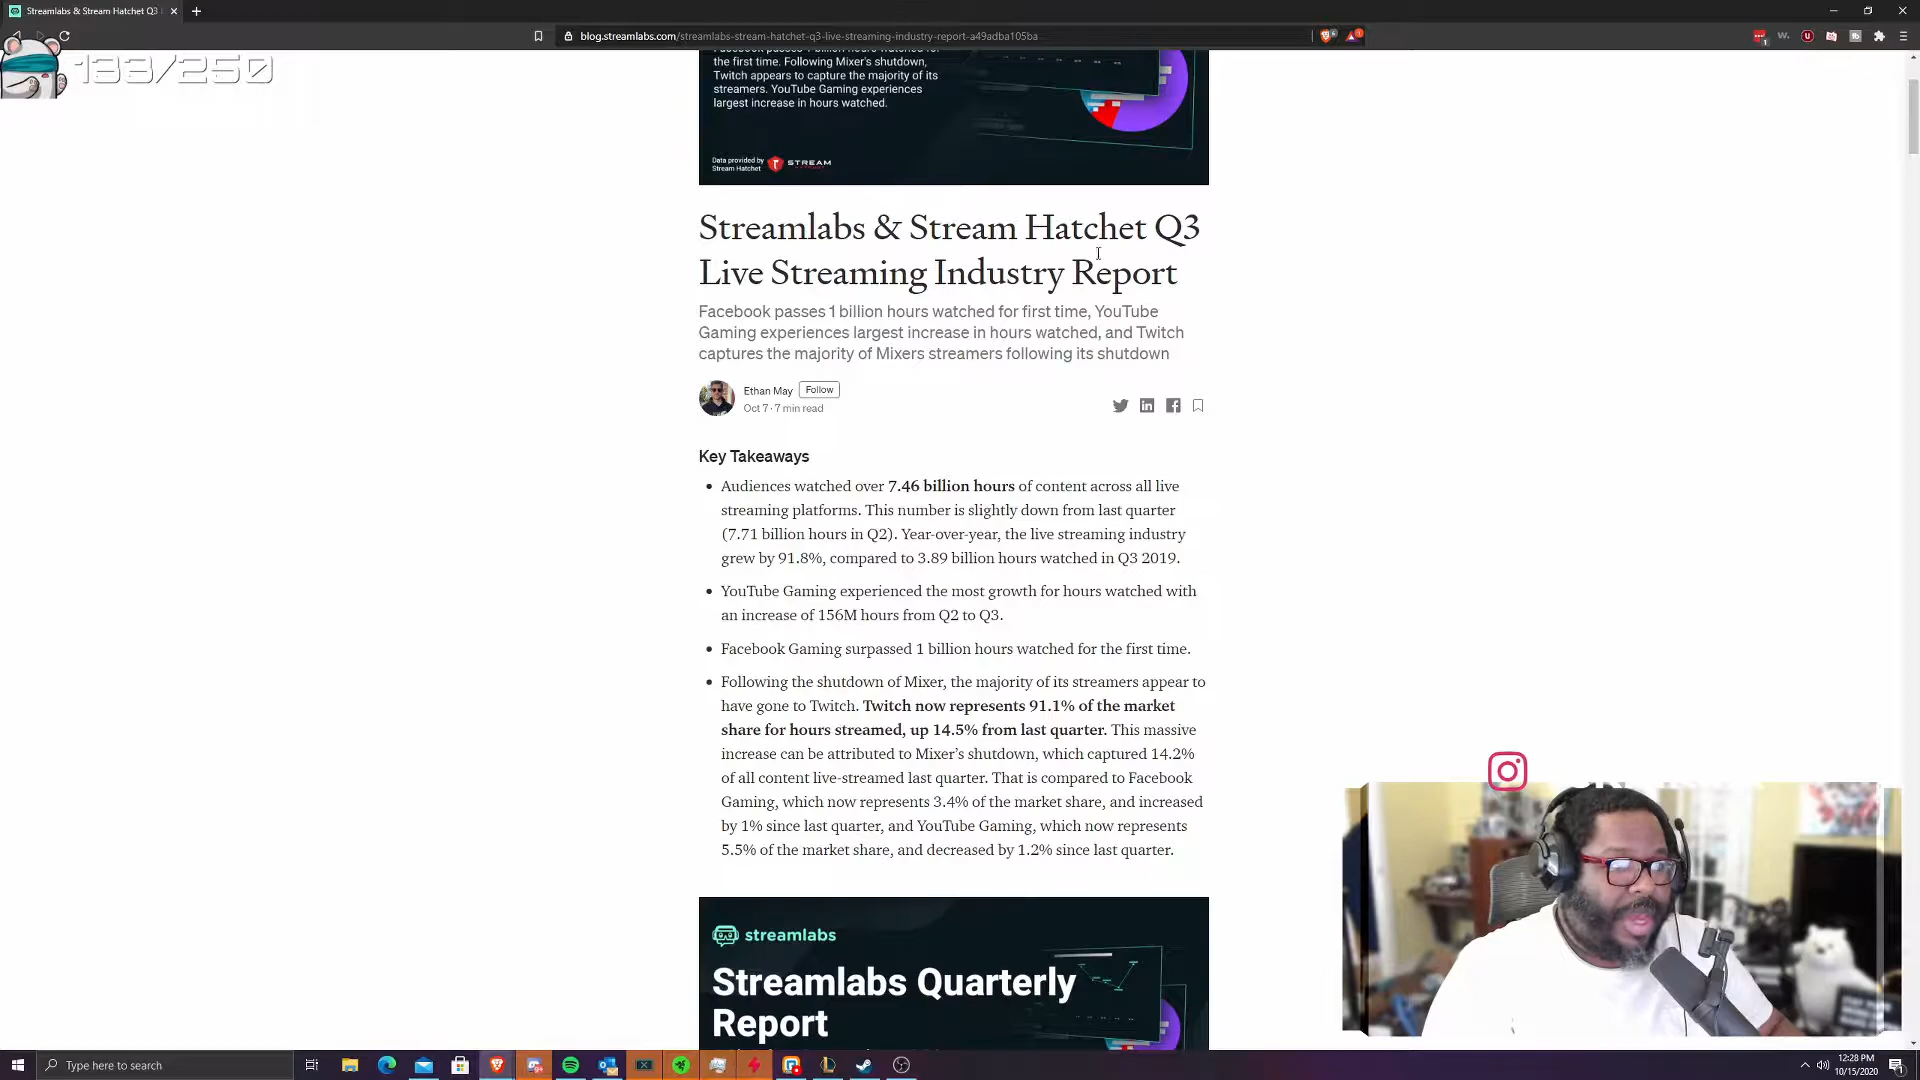 Streamlabs & Stream Hatchet Q3
blog.streamlabs.com/streamlabs-stream-hatchet-q3-live-streaming-industry-report-a49adba105ba
133/250
Facebook passes 1 billion hours watched for
the first time. Following Mixer's shutdown,
Twitch appears to capture the majority of its
streamers. YouTube Gaming experiences
largest increase in hours watched.
Data provided by
Stream Hatchet
STREAM
Streamlabs & Stream Hatchet Q3
Live Streaming Industry Report
Facebook passes 1 billion hours watched for first time, YouTube
Gaming experiences largest increase in hours watched, and Twitch
captures the majority of Mixers streamers following its shutdown
Ethan May Follow
Oct 7 · 7 min read
Key Takeaways
Audiences watched over 7.46 billion hours of content across all live
streaming platforms. This number is slightly down from last quarter
(7.71 billion hours in Q2). Year-over-year, the live streaming industry
grew by 91.8%, compared to 3.89 billion hours watched in Q3 2019.
YouTube Gaming experienced the most growth for hours watched with
an increase of 156M hours from Q2 to Q3.
Facebook Gaming surpassed 1 billion hours watched for the first time.
Following the shutdown of Mixer, the majority of its streamers appear to
have gone to Twitch. Twitch now represents 91.1% of the market
share for hours streamed, up 14.5% from last quarter. This massive
increase can be attributed to Mixer's shutdown, which captured 14.2%
of all content live-streamed last quarter. That is compared to Facebook
Gaming, which now represents 3.4% of the market share, and increased
by 1% since last quarter, and YouTube Gaming, which now represents
5.5% of the market share, and decreased by 1.2% since last quarter.
streamlabs
Streamlabs Quarterly
Report
Type here to search
12:28 PM
10/15/2020